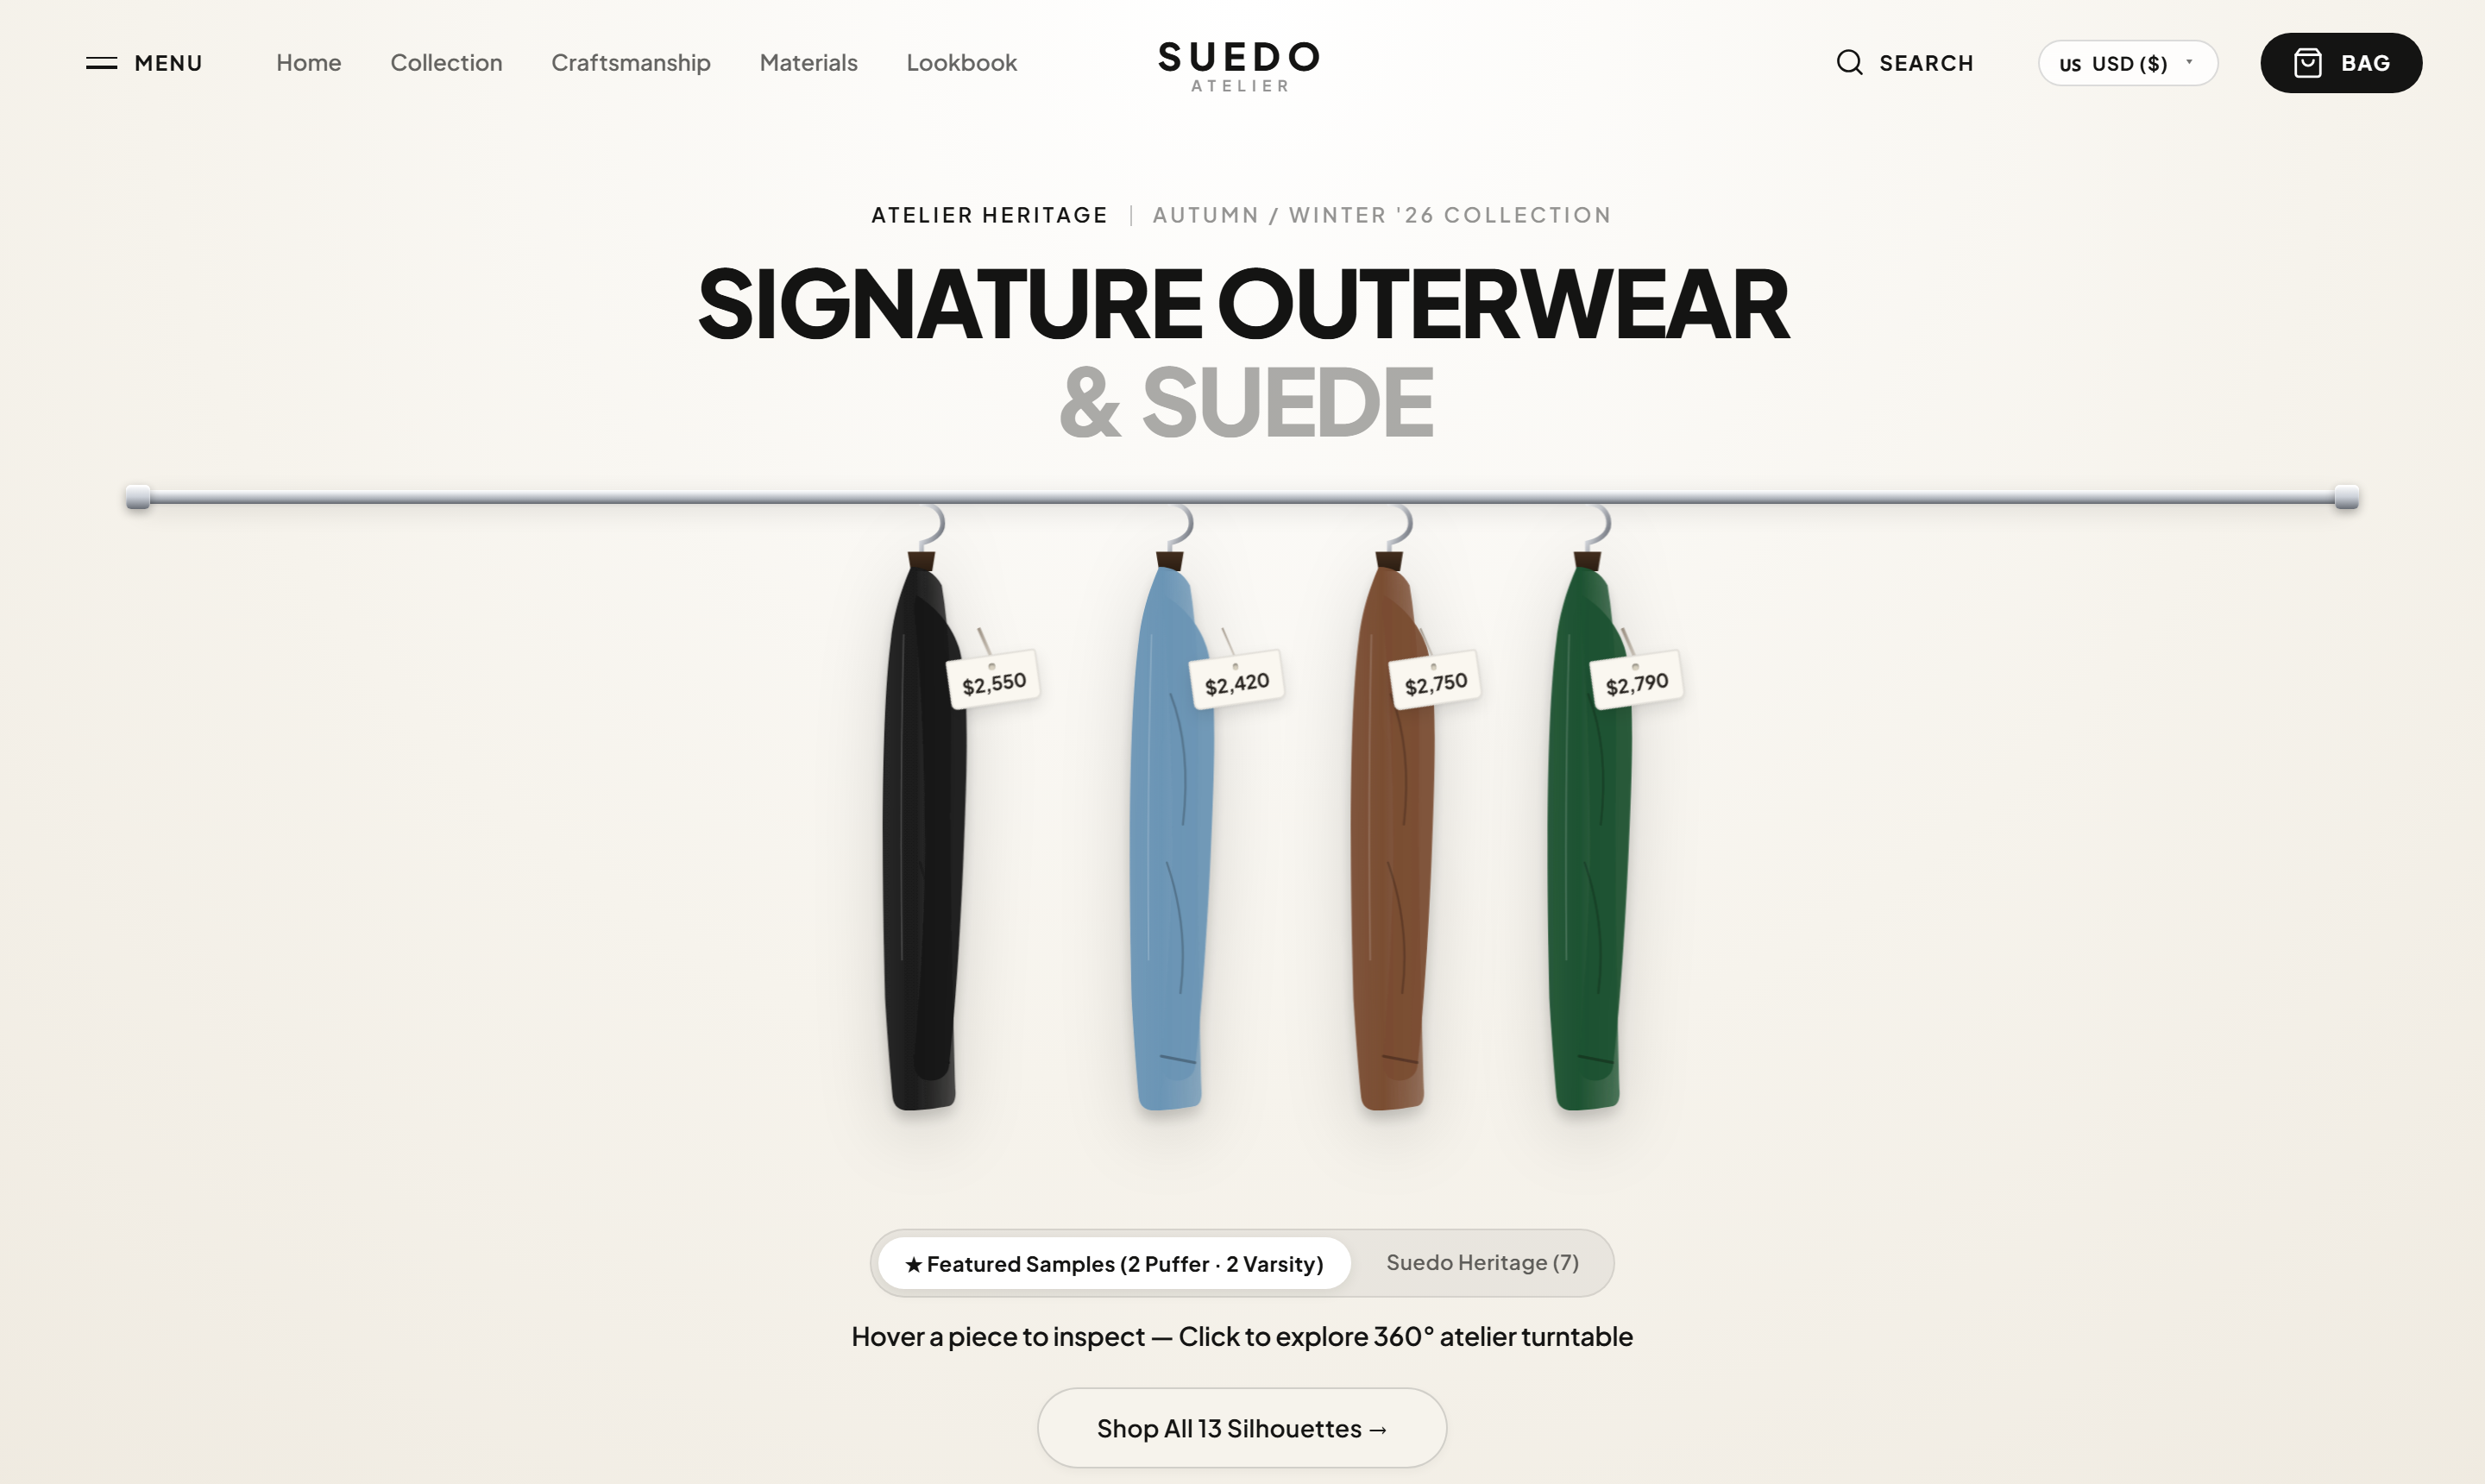 MENU
Home
Collection
Craftsmanship
Materials
Lookbook
SUEDO
ATELIER
SEARCH
US USD ($)
BAG
ATELIER HERITAGE | AUTUMN / WINTER '26 COLLECTION
SIGNATURE OUTERWEAR
& SUEDE
$2,550
$2,420
$2,750
$2,790
★ Featured Samples (2 Puffer · 2 Varsity)
Suedo Heritage (7)
Hover a piece to inspect — Click to explore 360° atelier turntable
Shop All 13 Silhouettes →